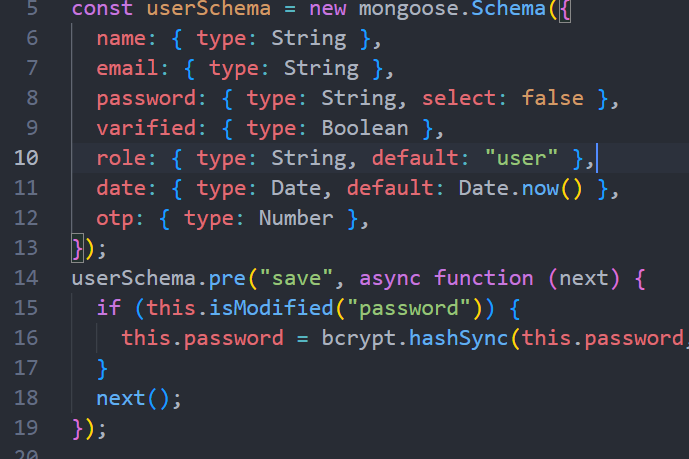 5 const userSchema = new mongoose.Schema({
6 name: { type: String },
7 email: { type: String },
8 password: { type: String, select: false },
9 varified: { type: Boolean },
10 role: { type: String, default: "user" },
11 date: { type: Date, default: Date.now() },
12 otp: { type: Number },
13 });
14 userSchema.pre("save", async function (next) {
15 if (this.isModified("password")) {
16 this.password = bcrypt.hashSync(this.password,
17 }
18 next();
19 });
20